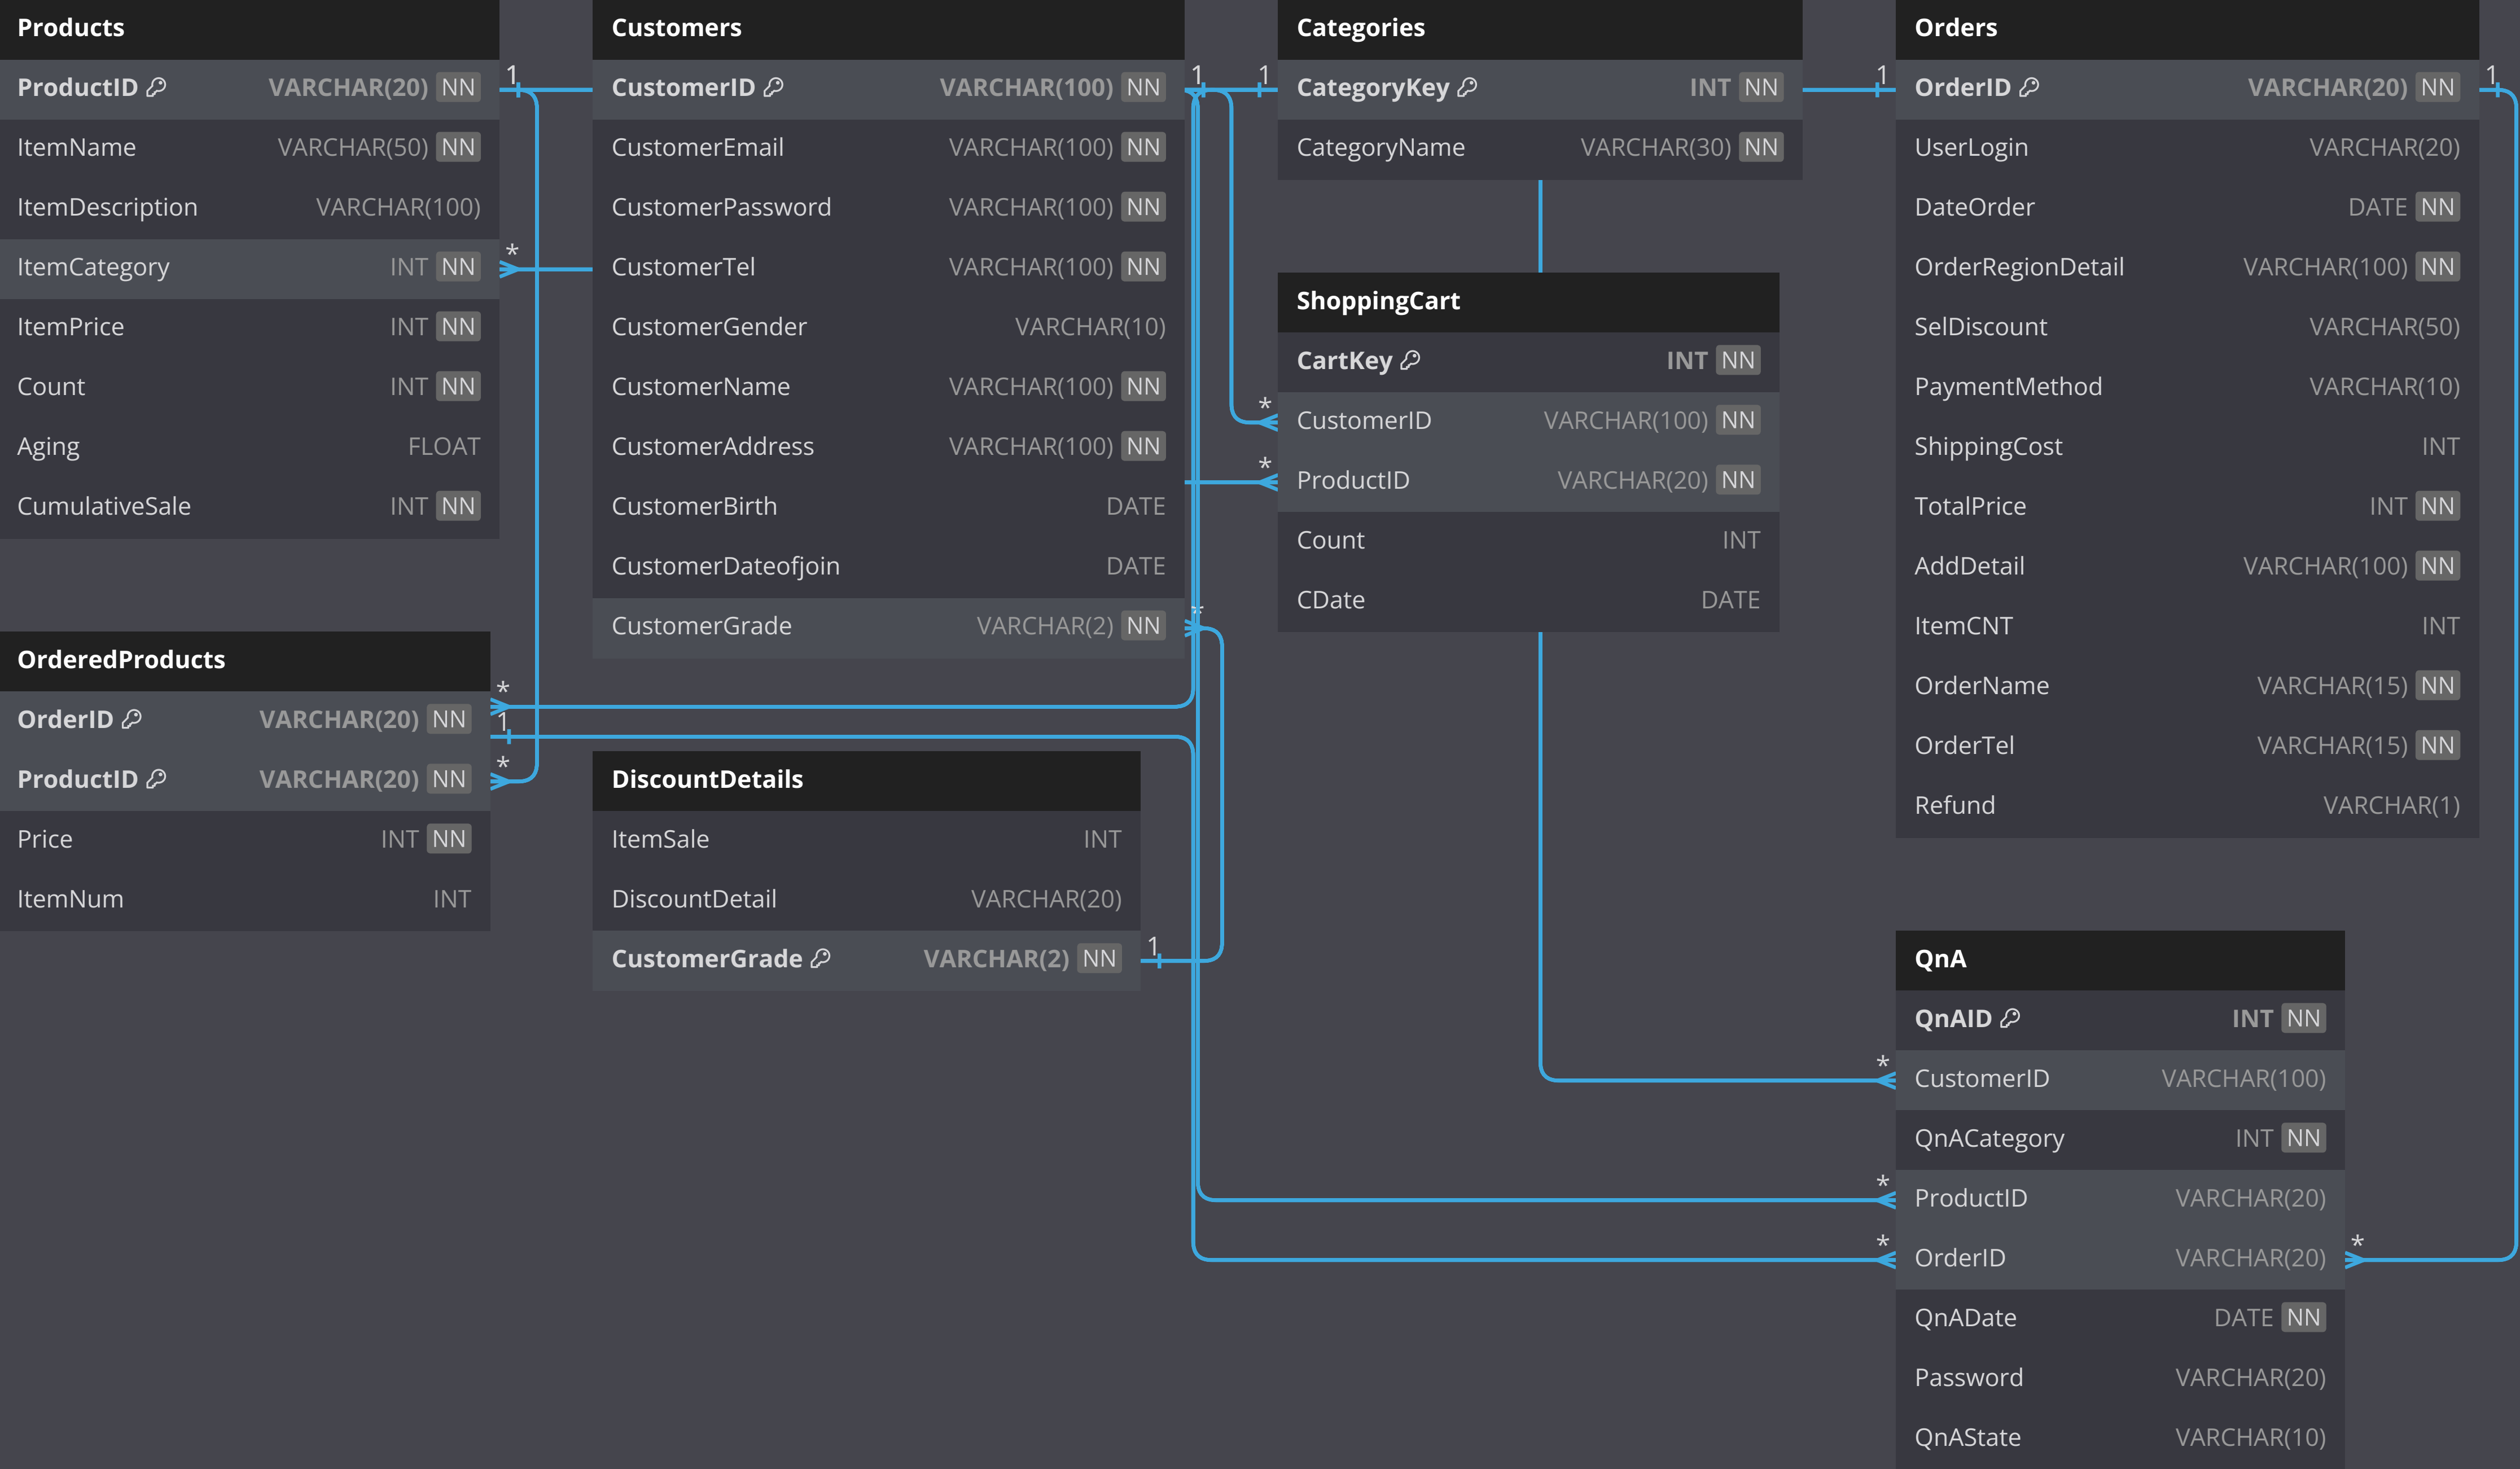 Products
ProductID VARCHAR(20) NN
ItemName VARCHAR(50) NN
ItemDescription VARCHAR(100)
ItemCategory INT NN
ItemPrice INT NN
Count INT NN
Aging FLOAT
CumulativeSale INT NN
1
*
OrderedProducts
OrderID VARCHAR(20) NN
ProductID VARCHAR(20) NN
Price INT NN
ItemNum INT
*
1
*
Customers
CustomerID VARCHAR(100) NN
CustomerEmail VARCHAR(100) NN
CustomerPassword VARCHAR(100) NN
CustomerTel VARCHAR(100) NN
CustomerGender VARCHAR(10)
CustomerName VARCHAR(100) NN
CustomerAddress VARCHAR(100) NN
CustomerBirth DATE
CustomerDateofjoin DATE
CustomerGrade VARCHAR(2) NN
1
*
DiscountDetails
ItemSale INT
DiscountDetail VARCHAR(20)
CustomerGrade VARCHAR(2) NN
1
Categories
1
CategoryKey INT NN
CategoryName VARCHAR(30) NN
ShoppingCart
CartKey INT NN
*
CustomerID VARCHAR(100) NN
*
ProductID VARCHAR(20) NN
Count INT
CDate DATE
Orders
1
OrderID VARCHAR(20) NN
1
UserLogin VARCHAR(20)
DateOrder DATE NN
OrderRegionDetail VARCHAR(100) NN
SelDiscount VARCHAR(50)
PaymentMethod VARCHAR(10)
ShippingCost INT
TotalPrice INT NN
AddDetail VARCHAR(100) NN
ItemCNT INT
OrderName VARCHAR(15) NN
OrderTel VARCHAR(15) NN
Refund VARCHAR(1)
QnA
QnAID INT NN
*
CustomerID VARCHAR(100)
QnACategory INT NN
*
ProductID VARCHAR(20)
*
OrderID VARCHAR(20)
*
QnADate DATE NN
Password VARCHAR(20)
QnAState VARCHAR(10)